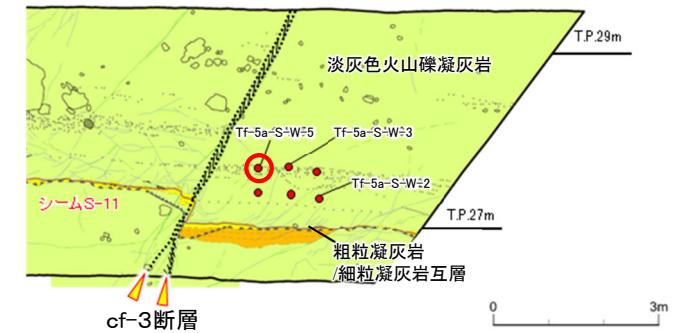 T.P.29m
淡灰色火山礫凝灰岩
Tf-5a-S-W-5
Tf-5a-S-W-3
Tf-5a-S-W-2
シームS-11
T.P.27m
粗粒凝灰岩
/細粒凝灰岩互層
cf-3断層
0
3m